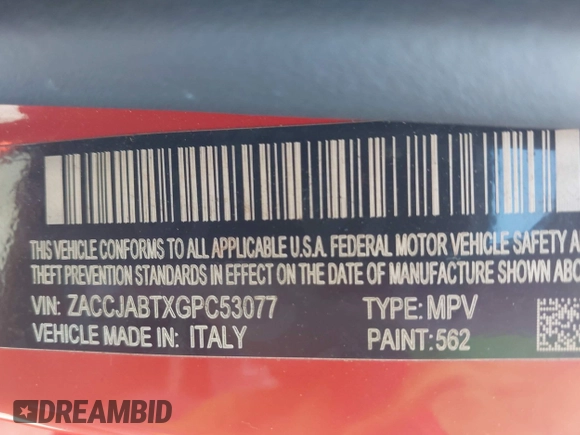 THIS VEHICLE CONFORMS TO ALL APPLICABLE U.S.A. FEDERAL MOTOR VEHICLE SAFETY A
THEFT PREVENTION STANDARDS IN EFFECT ON THE DATE OF MANUFACTURE SHOWN ABO
VIN: ZACCJABTXGPC53077 TYPE: MPV
VEHICLE MADE IN: ITALY PAINT:562
DREAMBID